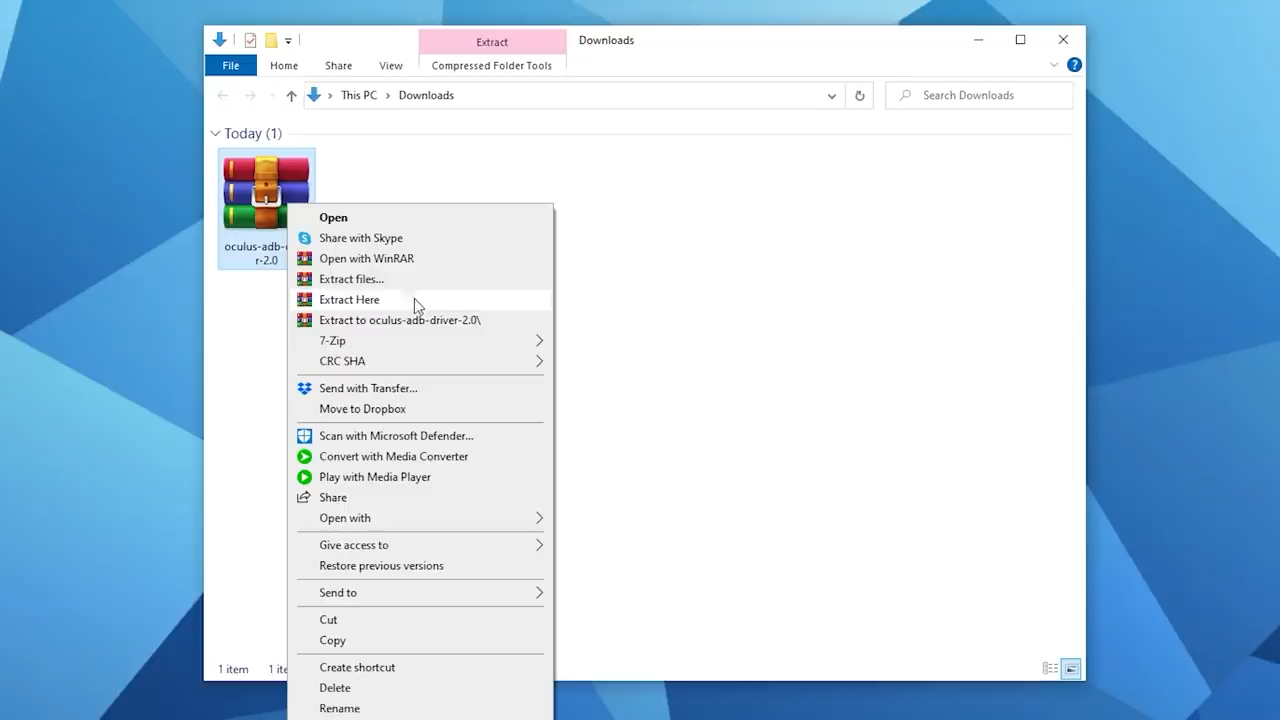 Extract
Downloads
File
Home
Share
View
Compressed Folder Tools
?
This PC
Downloads
Search Downloads
Today (1)
oculus-adb-
r-2.0
Open
Share with Skype
Open with WinRAR
Extract files...
Extract Here
Extract to oculus-adb-driver-2.0\
7-Zip
CRC SHA
Send with Transfer...
Move to Dropbox
Scan with Microsoft Defender...
Convert with Media Converter
Play with Media Player
Share
Open with
Give access to
Restore previous versions
Send to
Cut
Copy
Create shortcut
Delete
Rename
1 item
1 ite